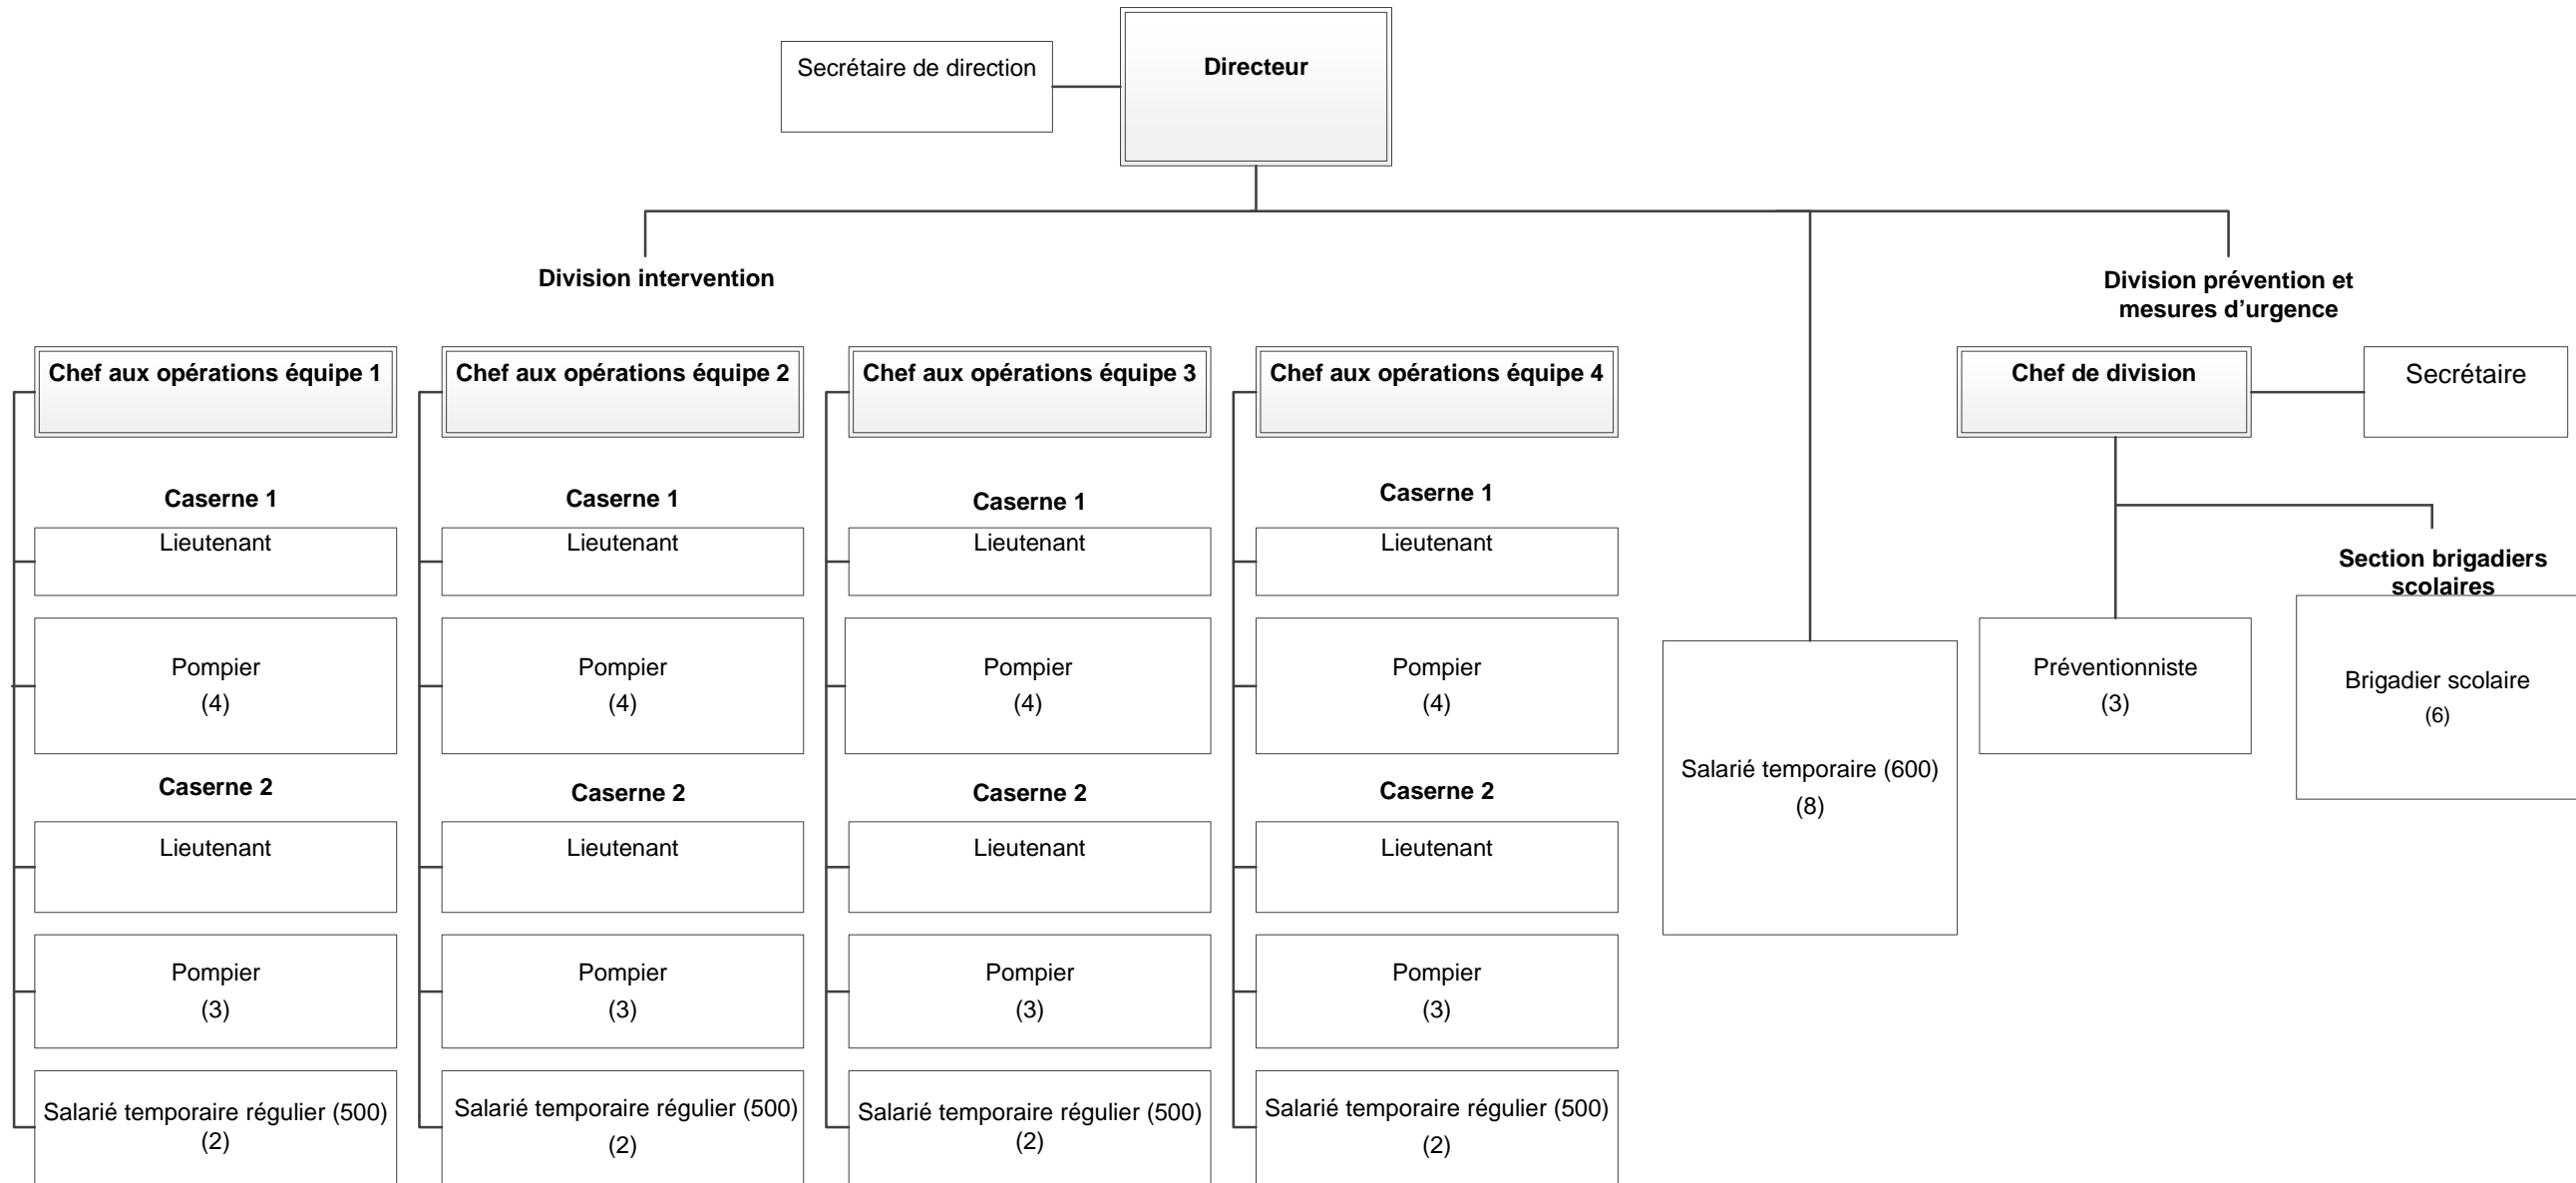 Secrétaire de direction
Directeur
Division intervention
Division prévention et
mesures d’urgence
Chef aux opérations équipe 1
Chef aux opérations équipe 2
Chef aux opérations équipe 3
Chef aux opérations équipe 4
Chef de division
Secrétaire
Caserne 1
Lieutenant
Pompier
(4)
Caserne 2
Lieutenant
Pompier
(3)
Salarié temporaire régulier (500)
(2)
Caserne 1
Lieutenant
Pompier
(4)
Caserne 2
Lieutenant
Pompier
(3)
Salarié temporaire régulier (500)
(2)
Caserne 1
Lieutenant
Pompier
(4)
Caserne 2
Lieutenant
Pompier
(3)
Salarié temporaire régulier (500)
(2)
Caserne 1
Lieutenant
Pompier
(4)
Caserne 2
Lieutenant
Pompier
(3)
Salarié temporaire régulier (500)
(2)
Salarié temporaire (600)
(8)
Préventionniste
(3)
Section brigadiers
scolaires
Brigadier scolaire
(6)